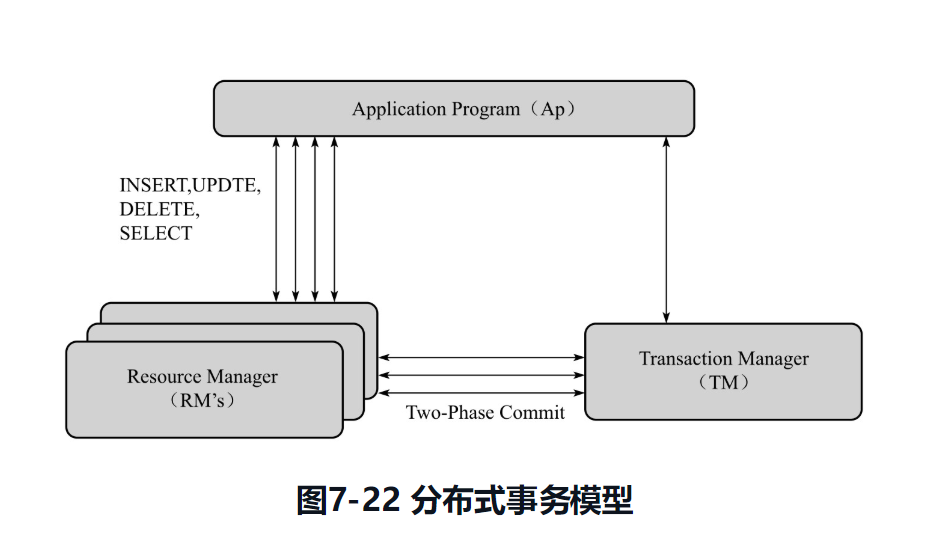 Application Program（Ap）
INSERT,UPDTE,
DELETE,
SELECT
Resource Manager
（RM’s）
Transaction Manager
（TM）
Two-Phase Commit
图7-22 分布式事务模型